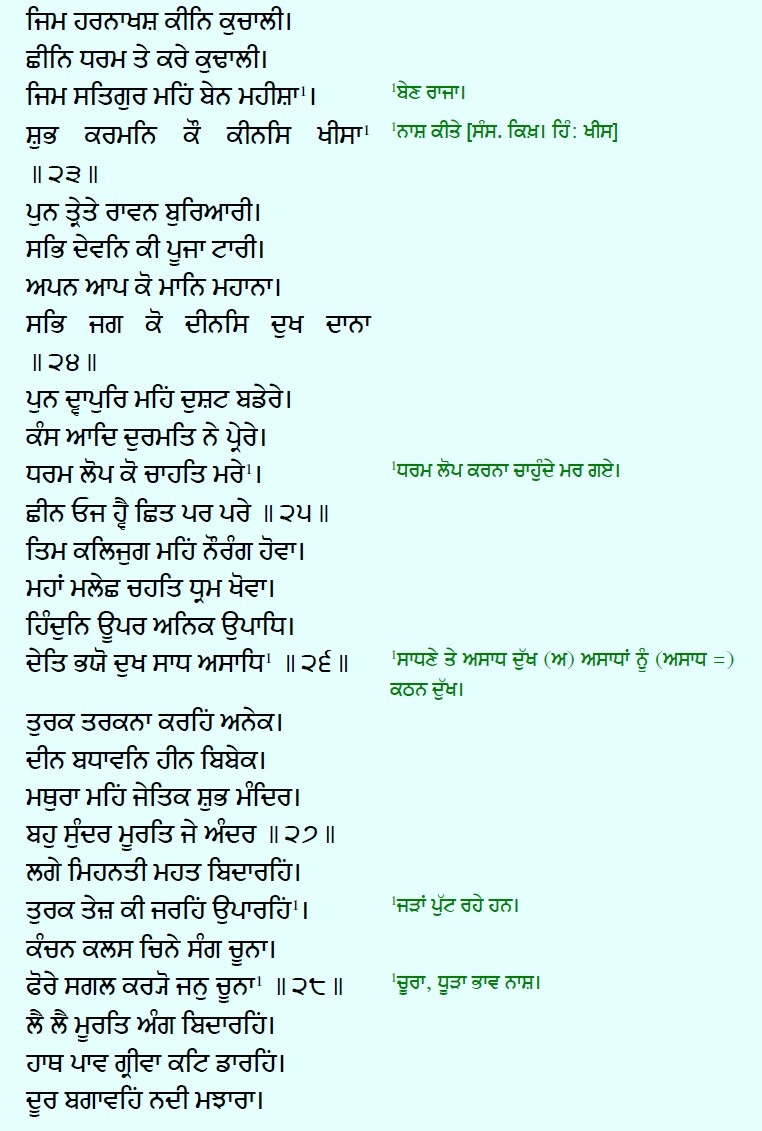 ਜਿਮ ਹਰਨਾਖਸ਼ ਕੀਨਿ ਕੁਚਾਲੀ।
ਛੀਨਿ ਧਰਮ ਤੇ ਕਰੇ ਕੁਢਾਲੀ।
ਜਿਮ ਸਤਿਗੁਰ ਮਹਿਂ ਬੇਨ ਮਹੀਸ਼ਾ¹। ¹ਬੇਣ ਰਾਜਾ।
ਸ਼ੁਭ ਕਰਮਨਿ ਕੌ ਕੀਨਸਿ ਖੀਸਾ¹ ¹ਨਾਸ਼ ਕੀਤੇ [ਸੰਸ. ਕਿਖ਼। ਹਿੰ: ਖੀਸ]
॥੨੩॥
ਪੁਨ ਤ੍ਰੇਤੇ ਰਾਵਨ ਬੁਰਿਆਰੀ।
ਸਭਿ ਦੇਵਨਿ ਕੀ ਪੂਜਾ ਟਾਰੀ।
ਅਪਨ ਆਪ ਕੋ ਮਾਨਿ ਮਹਾਨਾ।
ਸਭਿ ਜਗ ਕੋ ਦੀਨਸਿ ਦੁਖ ਦਾਨਾ
॥੨੪॥
ਪੁਨ ਦ੍ਵਾਪੁਰਿ ਮਹਿਂ ਦੁਸ਼ਟ ਬਡੇਰੇ।
ਕੰਸ ਆਦਿ ਦੁਰਮਤਿ ਨੇ ਪ੍ਰੇਰੇ।
ਧਰਮ ਲੋਪ ਕੋ ਚਾਹਤਿ ਮਰੇ¹। ¹ਧਰਮ ਲੋਪ ਕਰਨਾ ਚਾਹੁੰਦੇ ਮਰ ਗਏ।
ਛੀਨ ਓਜ ਹ੍ਵੈ ਛਿਤ ਪਰ ਪਰੇ ॥੨੫॥
ਤਿਮ ਕਲਿਜੁਗ ਮਹਿਂ ਨੌਰੰਗ ਹੋਵਾ।
ਮਹਾਂ ਮਲੇਛ ਚਹਤਿ ਧ੍ਰਮ ਖੋਵਾ।
ਹਿੰਦੁਨਿ ਊਪਰ ਅਨਿਕ ਉਪਾਧਿ।
ਦੇਤਿ ਭਯੋ ਦੁਖ ਸਾਧ ਅਸਾਧਿ¹ ॥੨੬॥ ¹ਸਾਧਣੇ ਤੇ ਅਸਾਧ ਦੁੱਖ (ਅ) ਅਸਾਧਾਂ ਨੂੰ (ਅਸਾਧ =)
ਕਠਨ ਦੁੱਖ।
ਤੁਰਕ ਤਰਕਨਾ ਕਰਹਿਂ ਅਨੇਕ।
ਦੀਨ ਬਧਾਵਨਿ ਹੀਨ ਬਿਬੇਕ।
ਮਥੁਰਾ ਮਹਿਂ ਜੇਤਿਕ ਸ਼ੁਭ ਮੰਦਿਰ।
ਬਹੁ ਸੁੰਦਰ ਮੂਰਤਿ ਜੇ ਅੰਦਰ ॥੨੭॥
ਲਗੇ ਮਿਹਨਤੀ ਮਹਤ ਬਿਦਾਰਹਿਂ।
ਤੁਰਕ ਤੇਜ਼ ਕੀ ਜਰਹਿਂ ਉਪਾਰਹਿਂ¹। ¹ਜੜਾਂ ਪੁੱਟ ਰਹੇ ਹਨ।
ਕੰਚਨ ਕਲਸ ਚਿਨੇ ਸੰਗ ਚੂਨਾ।
ਫੋਰੇ ਸਗਲ ਕਰ੍ਯੋ ਜਨੁ ਚੂਨਾ¹ ॥੨੮॥ ¹ਚੂਰਾ, ਧੂੜਾ ਭਾਵ ਨਾਸ਼।
ਲੈ ਲੈ ਮੂਰਤਿ ਅੰਗ ਬਿਦਾਰਹਿਂ।
ਹਾਥ ਪਾਵ ਗ੍ਰੀਵਾ ਕਟਿ ਡਾਰਹਿਂ।
ਦੂਰ ਬਗਾਵਹਿਂ ਨਦੀ ਮਝਾਰਾ।